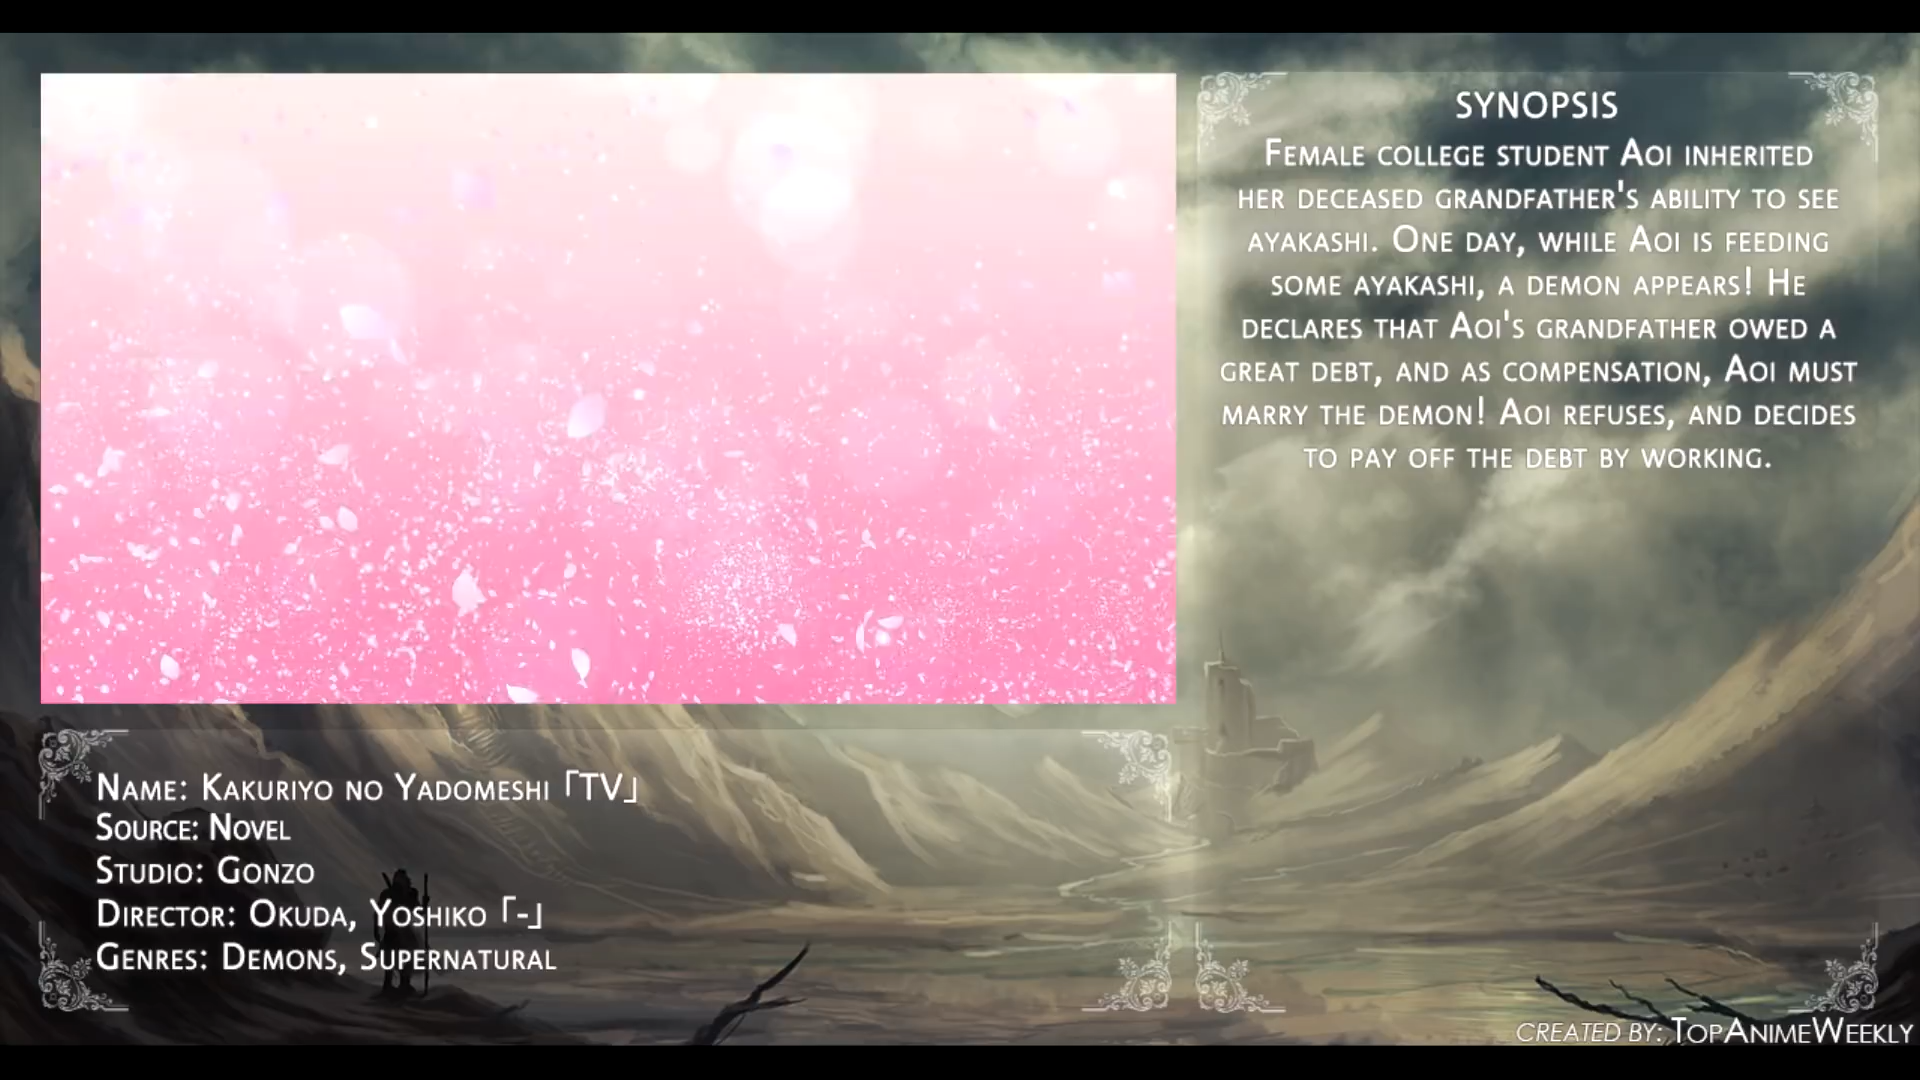 SYNOPSIS
Female college student Aoi inherited
her deceased grandfather's ability to see
ayakashi. One day, while Aoi is feeding
some ayakashi, a demon appears! He
declares that Aoi's grandfather owed a
great debt, and as compensation, Aoi must
marry the demon! Aoi refuses, and decides
to pay off the debt by working.
Name: Kakuriyo no Yadomeshi「TV」
Source: Novel
Studio: Gonzo
Director: Okuda, Yoshiko「-」
Genres: Demons, Supernatural
CREATED BY: TopAnimeWeekly